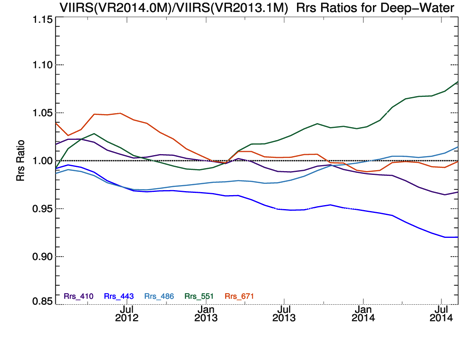 VIIRS(VR2014.0M)/VIIRS(VR2013.1M) Rrs Ratios for Deep-Water
1.15
1.10
1.05
1.00
0.95
0.90
0.85
Rrs Ratio
Rrs_410 Rrs_443 Rrs_486 Rrs_551 Rrs_671
Jul Jan Jul Jan Jul
2012 2013 2013 2014 2014